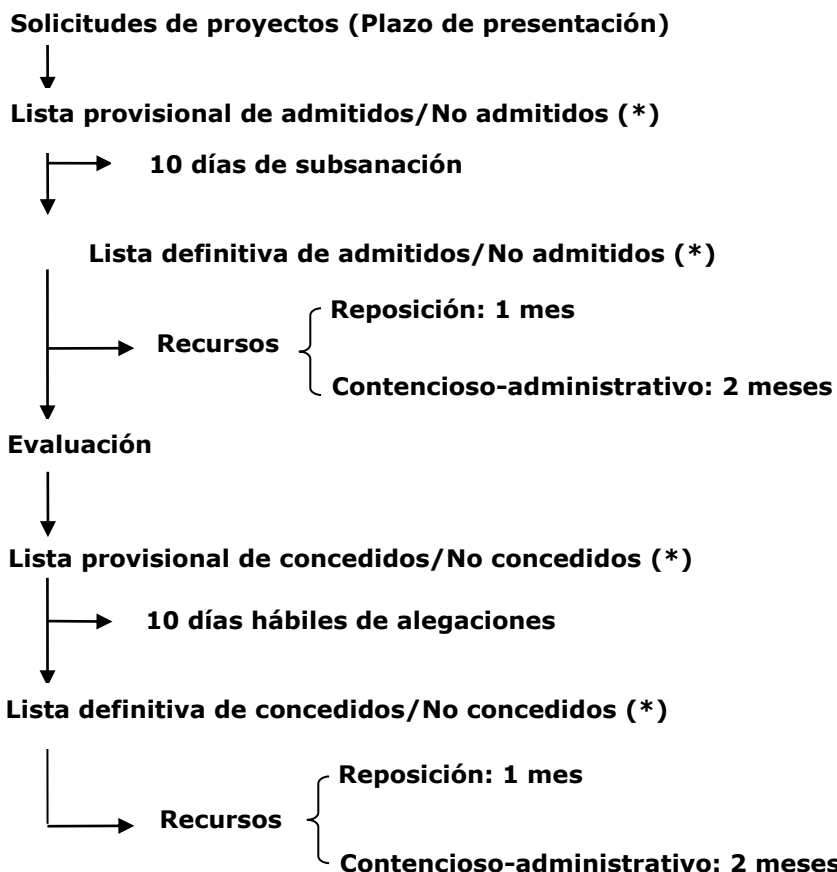 Solicitudes de proyectos (Plazo de presentación)
Lista provisional de admitidos/No admitidos (*)
10 días de subsanación
Lista definitiva de admitidos/No admitidos (*)
Reposición: 1 mes
Recursos
Contencioso-administrativo: 2 meses
Evaluación
Lista provisional de concedidos/No concedidos (*)
10 días hábiles de alegaciones
Lista definitiva de concedidos/No concedidos (*)
Reposición: 1 mes
Recursos
Contencioso-administrativo: 2 meses